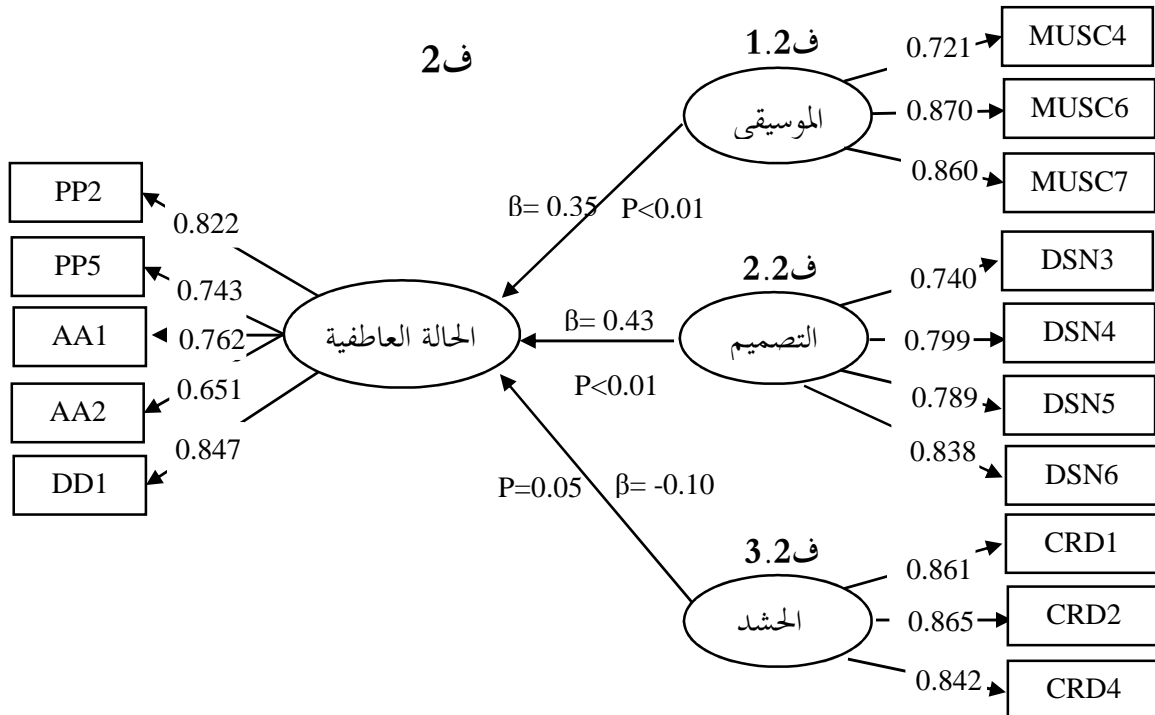 ف2
ف1.2
الموسيقى
0.721
MUSC4
0.870
MUSC6
0.860
MUSC7
β= 0.35
P<0.01
PP2
0.822
PP5
0.743
AA1
0.762
AA2
0.651
DD1
0.847
الحالة العاطفية
ف2.2
التصميم
β= 0.43
P<0.01
0.740
DSN3
0.799
DSN4
0.789
DSN5
0.838
DSN6
P=0.05
β= -0.10
ف3.2
الحشد
0.861
CRD1
0.865
CRD2
0.842
CRD4